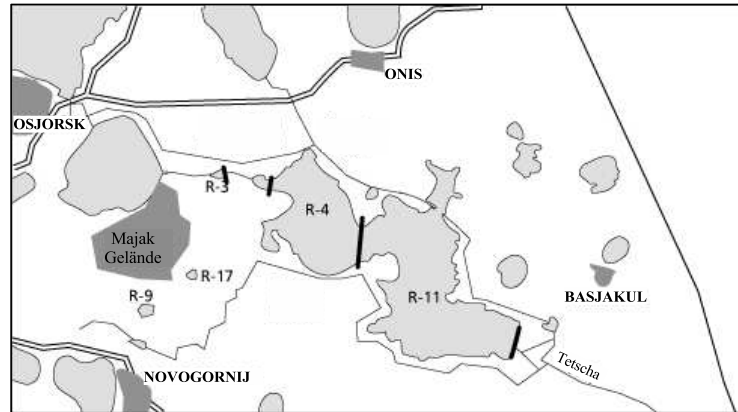 ONIS
OSJORSK
R-3
R-4
Majak
Gelände
R-17
R-11
R-9
BASJAKUL
Tetscha
NOVOGORNIJ